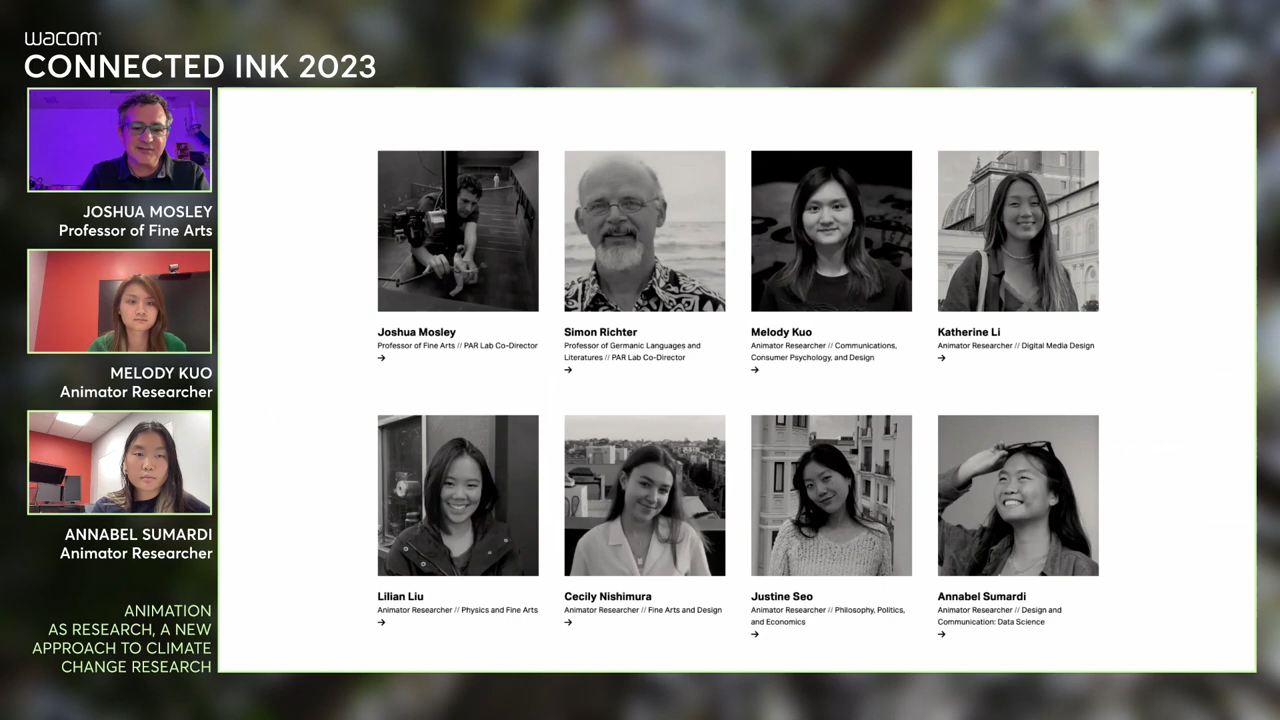 wacom
CONNECTED INK 2023
JOSHUA MOSLEY
Professor of Fine Arts
MELODY KUO
Animator Researcher
ANNABEL SUMARDI
Animator Researcher
ANIMATION
AS RESEARCH, A NEW
APPROACH TO CLIMATE
CHANGE RESEARCH
Joshua Mosley
Professor of Fine Arts // PAR Lab Co-Director
→
Simon Richter
Professor of Germanic Languages and
Literatures // PAR Lab Co-Director
→
Melody Kuo
Animator Researcher // Communications,
Consumer Psychology, and Design
→
Katherine Li
Animator Researcher // Digital Media Design
→
Lilian Liu
Animator Researcher // Physics and Fine Arts
→
Cecily Nishimura
Animator Researcher // Fine Arts and Design
→
Justine Seo
Animator Researcher // Philosophy, Politics,
and Economics
→
Annabel Sumardi
Animator Researcher // Design and
Communication: Data Science
→